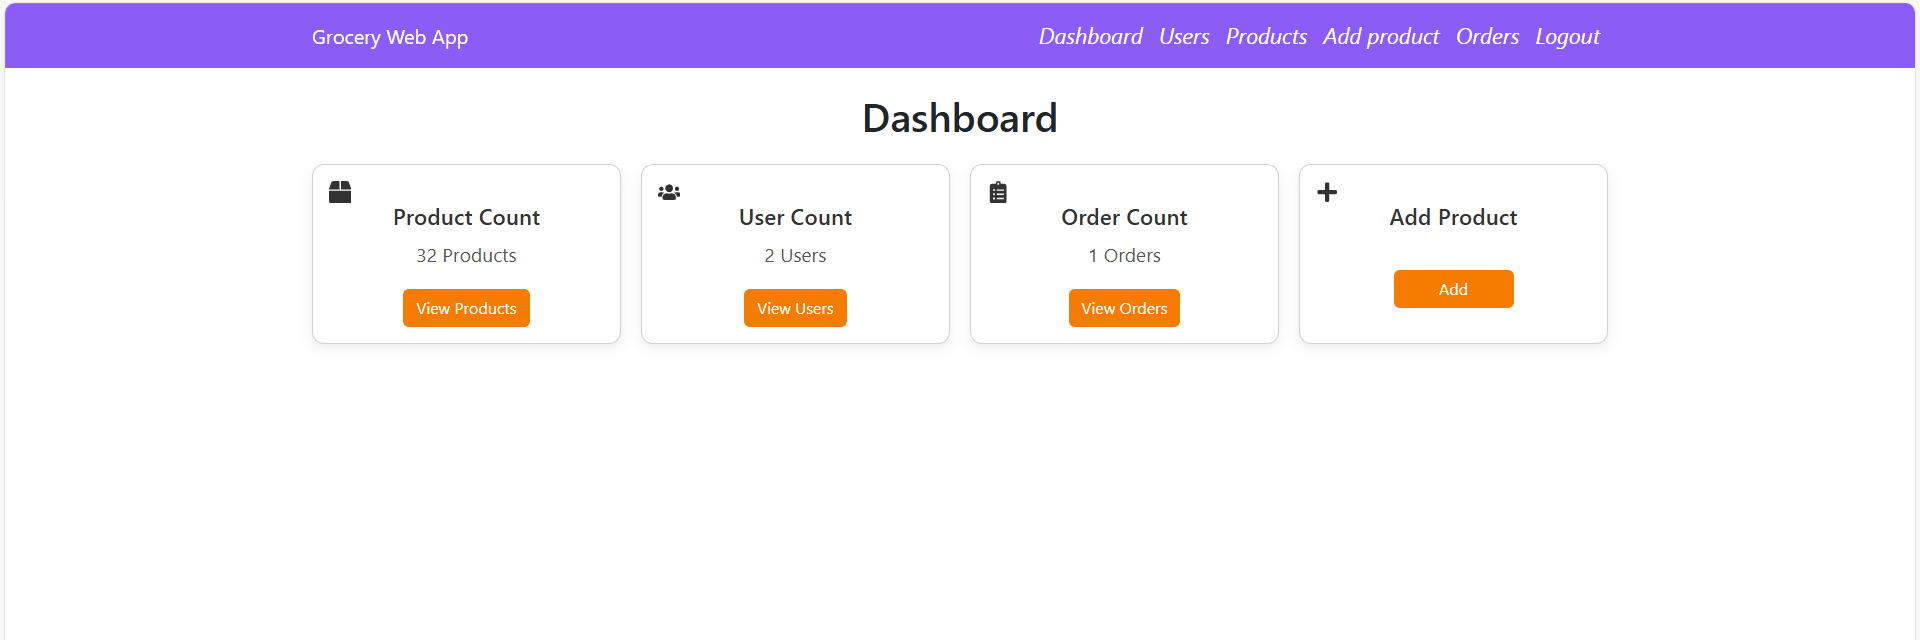 Grocery Web App
Dashboard Users Products Add product Orders Logout
Dashboard
Product Count
32 Products
View Products
User Count
2 Users
View Users
Order Count
1 Orders
View Orders
Add Product
Add